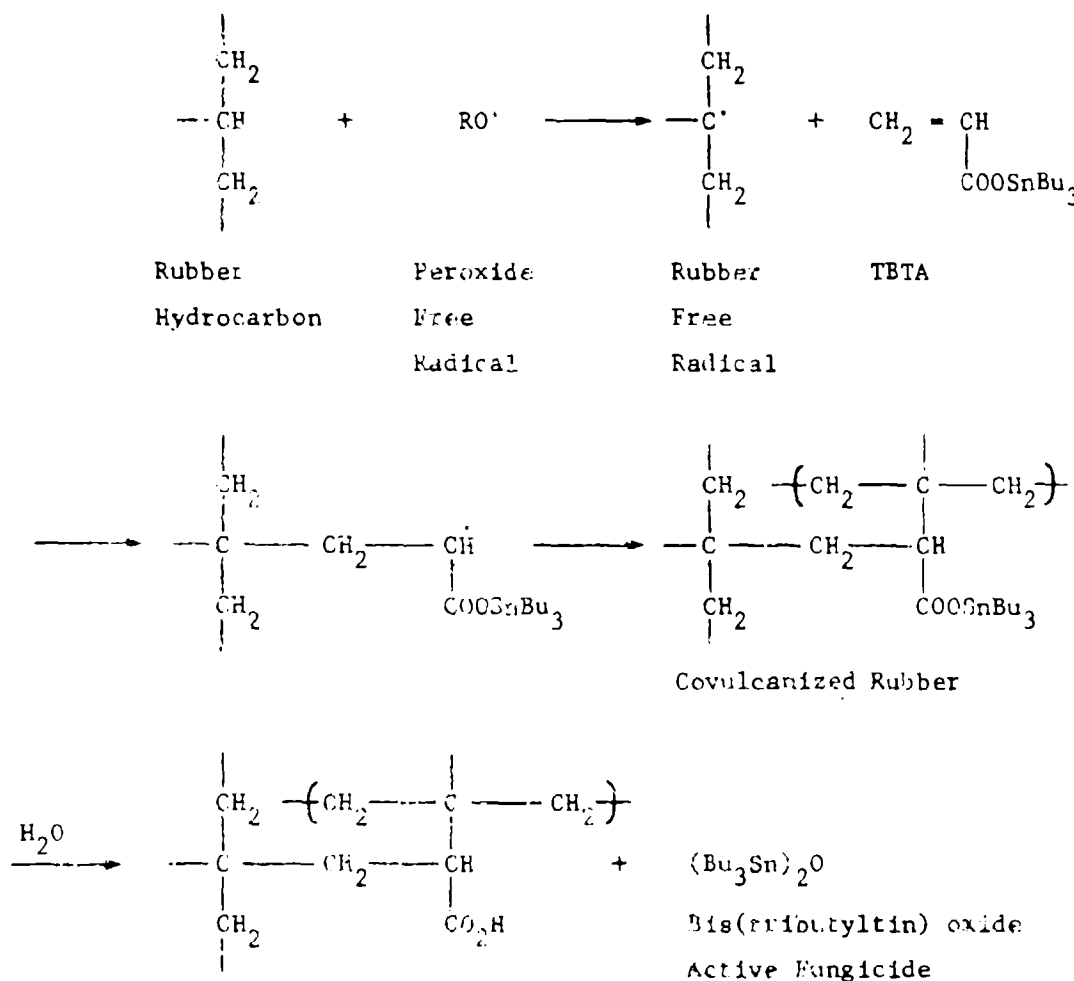 CH2 CH2
--CH + RO· → —C· + CH2 = CH
CH2 CH2 COOSnBu3
Rubber Peroxide Rubber TBTA
Hydrocarbon Free Free
Radical Radical
CH2 CH2 (CH2 — C — CH2)
→ —C — CH2 — CH· → —C — CH2 — CH
CH2 COOSnBu3 CH2 COOSnBu3
Covulcanized Rubber
CH2 (CH2 — C — CH2)
H2O → —C — CH2 — CH + (Bu3Sn)2O
CH2 CO2H Bis(tributyltin) oxide
Active Fungicide